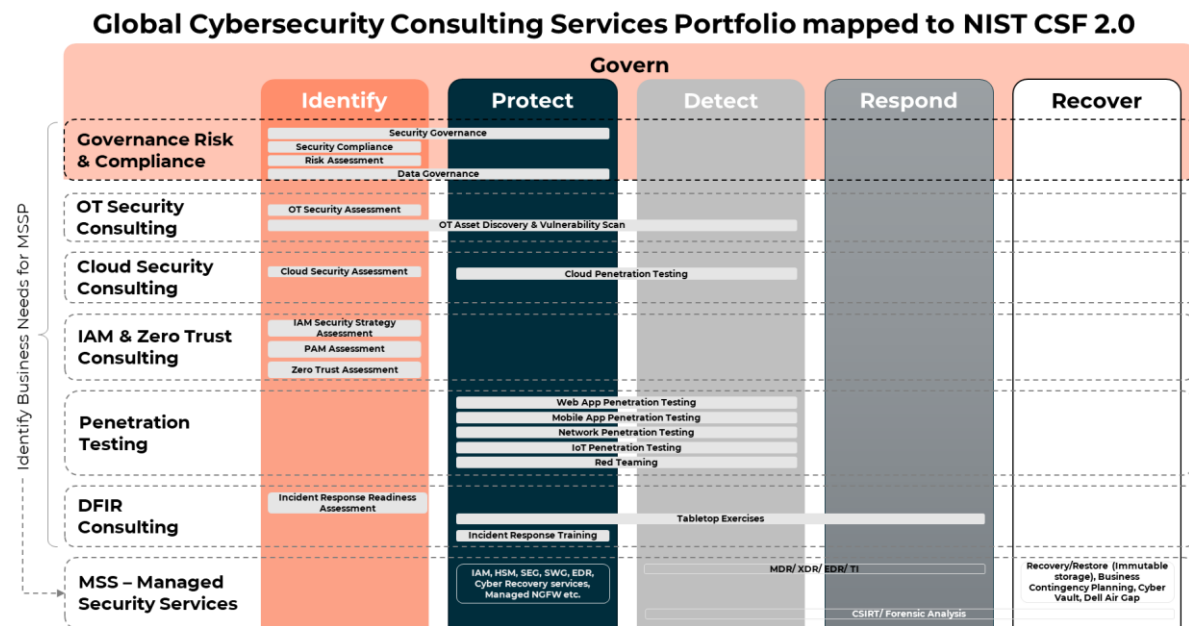 Global Cybersecurity Consulting Services Portfolio mapped to NIST CSF 2.0
Govern
Identify
Protect
Detect
Respond
Recover
Identify Business Needs for MSSP
Governance Risk
& Compliance
Security Governance
Security Compliance
Risk Assessment
Data Governance
OT Security
Consulting
OT Security Assessment
OT Asset Discovery & Vulnerability Scan
Cloud Security
Consulting
Cloud Security Assessment
Cloud Penetration Testing
IAM & Zero Trust
Consulting
IAM Security Strategy
Assessment
PAM Assessment
Zero Trust Assessment
Penetration
Testing
Web App Penetration Testing
Mobile App Penetration Testing
Network Penetration Testing
IoT Penetration Testing
Red Teaming
DFIR
Consulting
Incident Response Readiness
Assessment
Tabletop Exercises
Incident Response Training
MSS – Managed
Security Services
IAM, HSM, SEG, SWG, EDR,
Cyber Recovery services,
Managed NGFW etc.
MDR/ XDR/ EDR/ TI
CSIRT/ Forensic Analysis
Recovery/Restore (Immutable
storage), Business
Contingency Planning, Cyber
Vault, Dell Air Gap